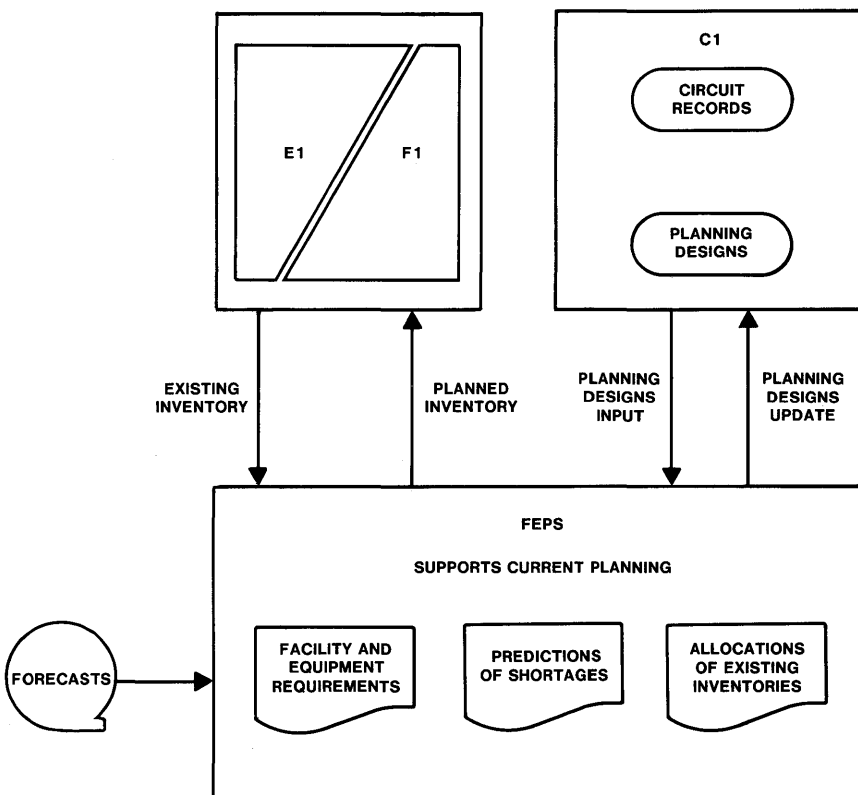 E1
F1
C1
CIRCUIT
RECORDS
PLANNING
DESIGNS
EXISTING
INVENTORY
PLANNED
INVENTORY
PLANNING
DESIGNS
INPUT
PLANNING
DESIGNS
UPDATE
FEPS
SUPPORTS CURRENT PLANNING
FORECASTS
FACILITY AND
EQUIPMENT
REQUIREMENTS
PREDICTIONS
OF SHORTAGES
ALLOCATIONS
OF EXISTING
INVENTORIES